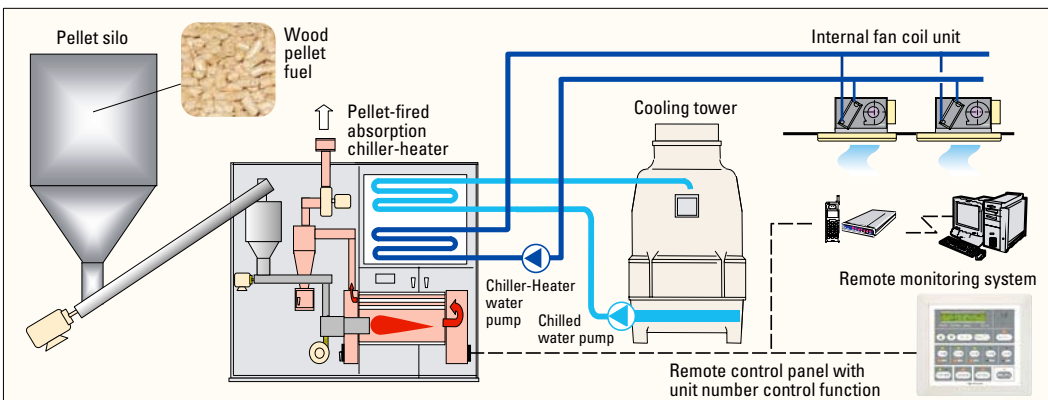 Pellet silo
Wood
pellet
fuel
Pellet-fired
absorption
chiller-heater
Cooling tower
Internal fan coil unit
Chiller-Heater
water
pump
Chilled
water pump
Remote monitoring system
Remote control panel with
unit number control function